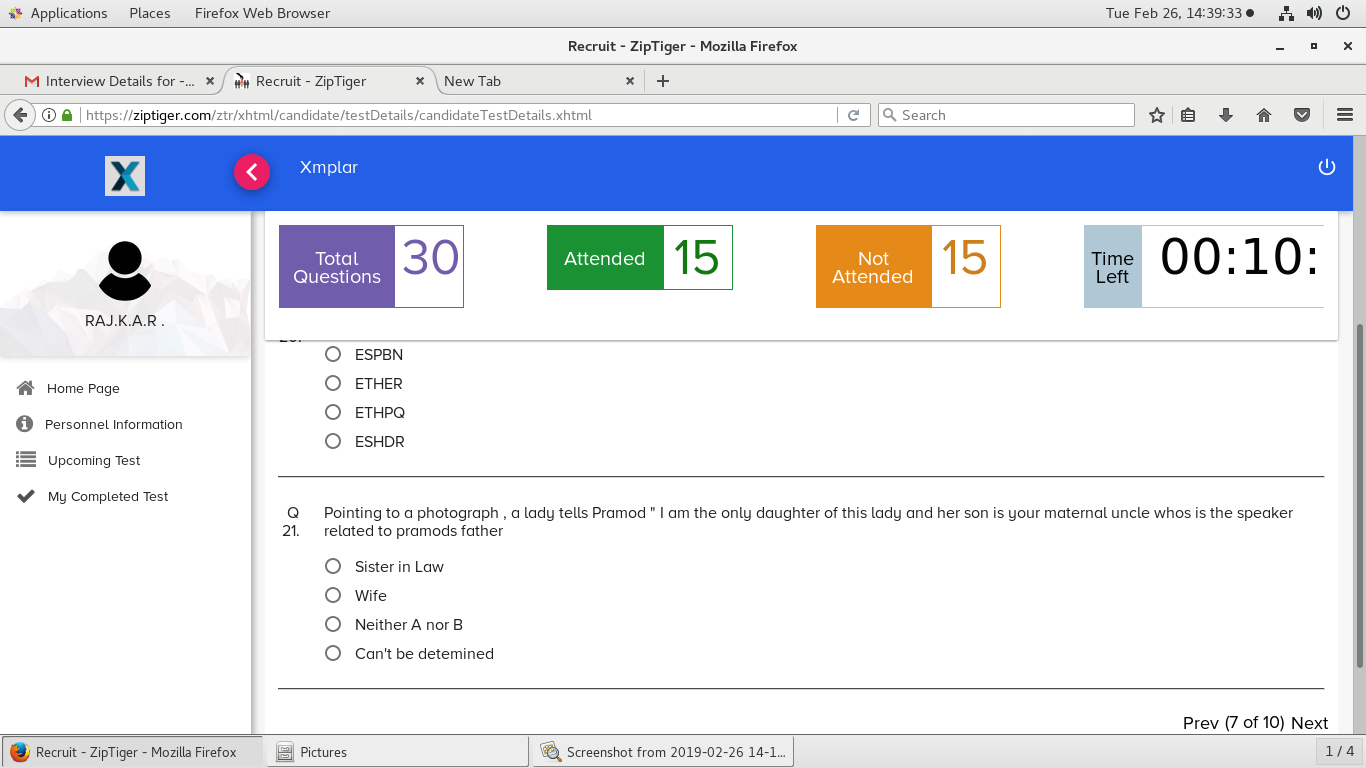 Applications Places Firefox Web Browser Tue Feb 26, 14:39:33
Recruit - ZipTiger - Mozilla Firefox
Interview Details for -... Recruit - ZipTiger New Tab
https://ziptiger.com/ztr/xhtml/candidate/testDetails/candidateTestDetails.xhtml Search
X Xmplar
Total Questions 30 Attended 15 Not Attended 15 Time Left 00:10:
RAJ.K.A.R .
Home Page
Personnel Information
Upcoming Test
My Completed Test
ESPBN
ETHER
ETHPQ
ESHDR
Q Pointing to a photograph , a lady tells Pramod " I am the only daughter of this lady and her son is your maternal uncle whos is the speaker
21. related to pramods father
Sister in Law
Wife
Neither A nor B
Can't be detemined
Prev (7 of 10) Next
Recruit - ZipTiger - Mozilla Firefox Pictures Screenshot from 2019-02-26 14-1... 1 / 4